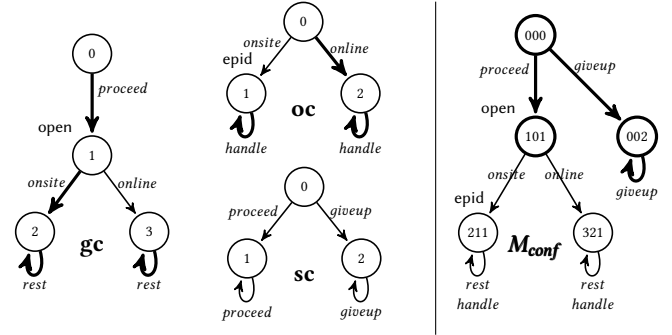 0
proceed
open
1
onsite
online
2
3
gc
rest
rest
0
onsite
online
epid
1
2
oc
handle
handle
0
proceed
giveup
1
2
sc
proceed
giveup
000
proceed
giveup
open
101
002
onsite
online
giveup
epid
211
321
M_conf
rest
handle
rest
handle